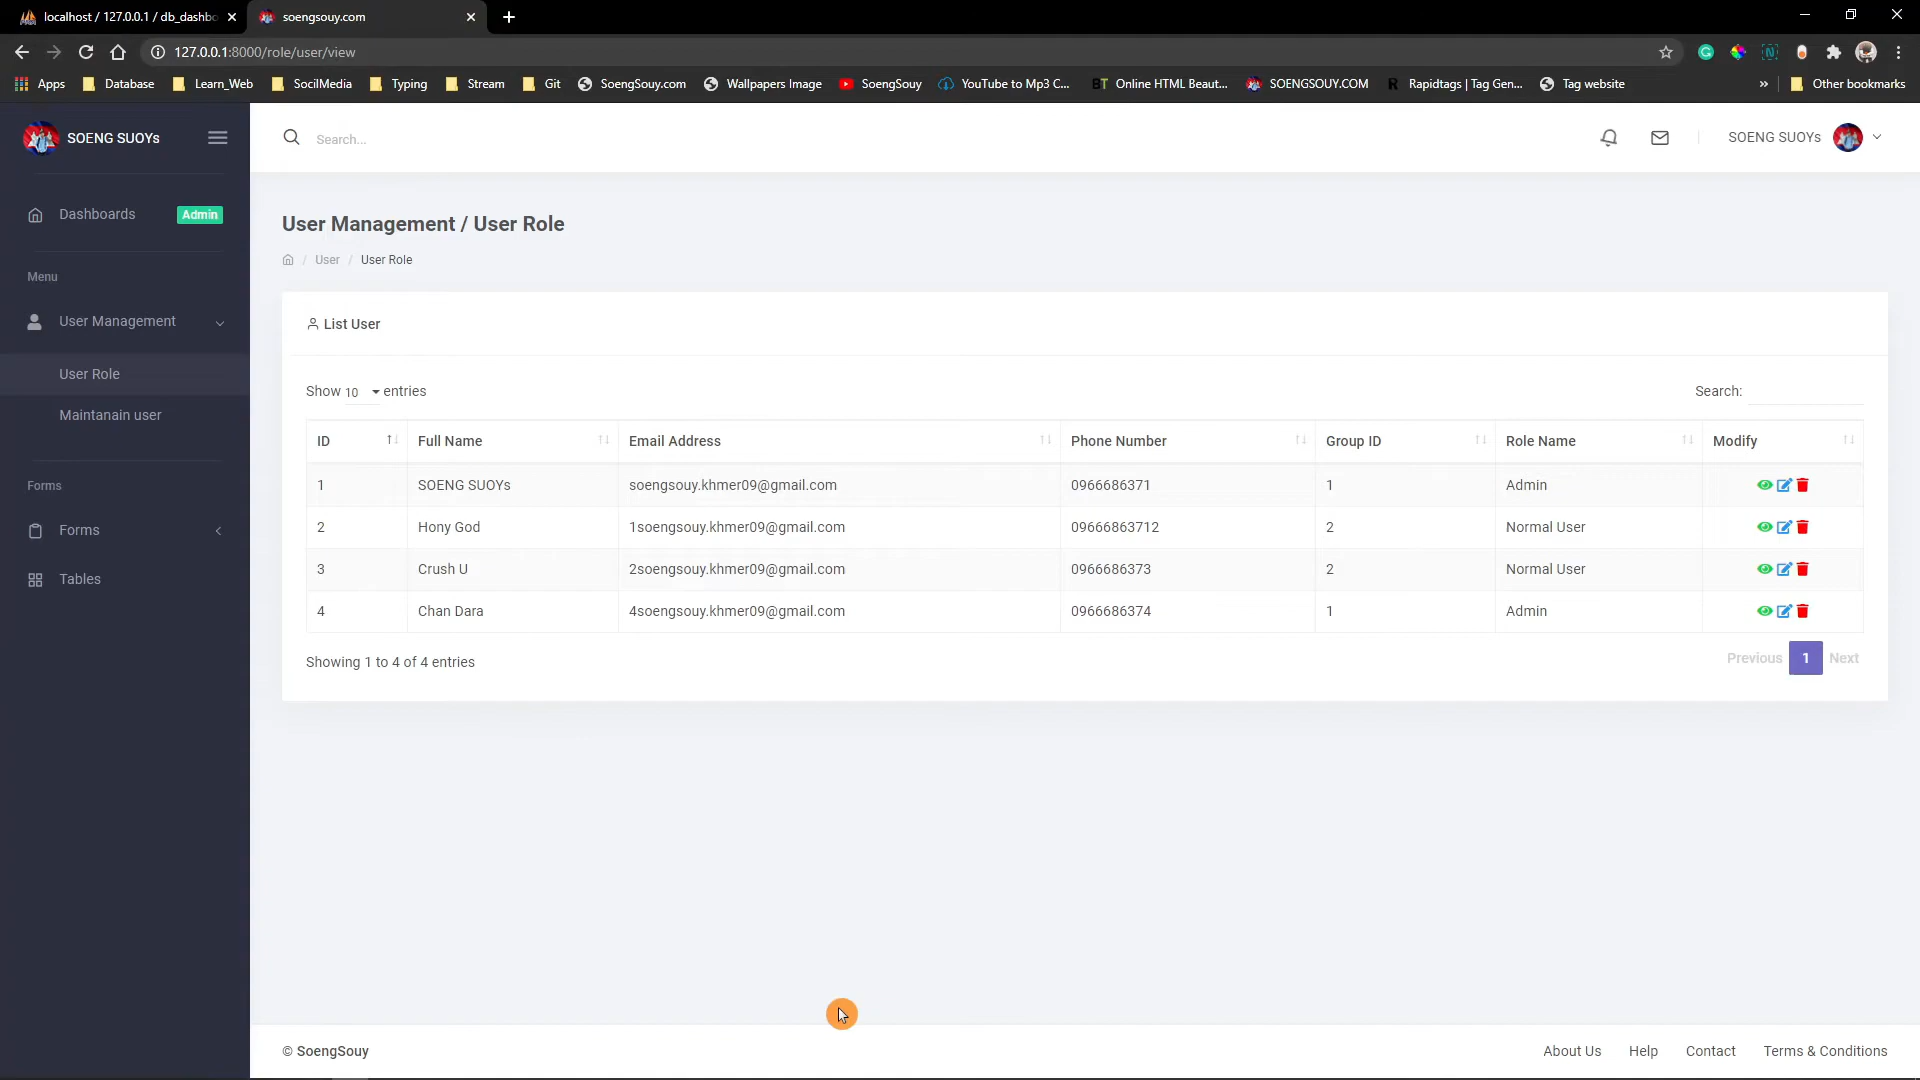 localhost / 127.0.0.1 / db_dashbo
soengsouy.com
127.0.0.1:8000/role/user/view
Apps Database Learn_Web SocilMedia Typing Stream Git SoengSouy.com Wallpapers Image SoengSouy YouTube to Mp3 C... BT Online HTML Beaut... SOENGSOUY.COM R Rapidtags | Tag Gen... Tag website » Other bookmarks
SOENG SUOYs
Search...
SOENG SUOYs
Dashboards Admin
Menu
User Management
User Role
Maintanain user
Forms
Forms
Tables
User Management / User Role
/ User / User Role
List User
Show 10 entries
Search:
ID Full Name Email Address Phone Number Group ID Role Name Modify
1 SOENG SUOYs soengsouy.khmer09@gmail.com 0966686371 1 Admin
2 Hony God 1soengsouy.khmer09@gmail.com 09666863712 2 Normal User
3 Crush U 2soengsouy.khmer09@gmail.com 0966686373 2 Normal User
4 Chan Dara 4soengsouy.khmer09@gmail.com 0966686374 1 Admin
Showing 1 to 4 of 4 entries
Previous 1 Next
© SoengSouy
About Us Help Contact Terms & Conditions